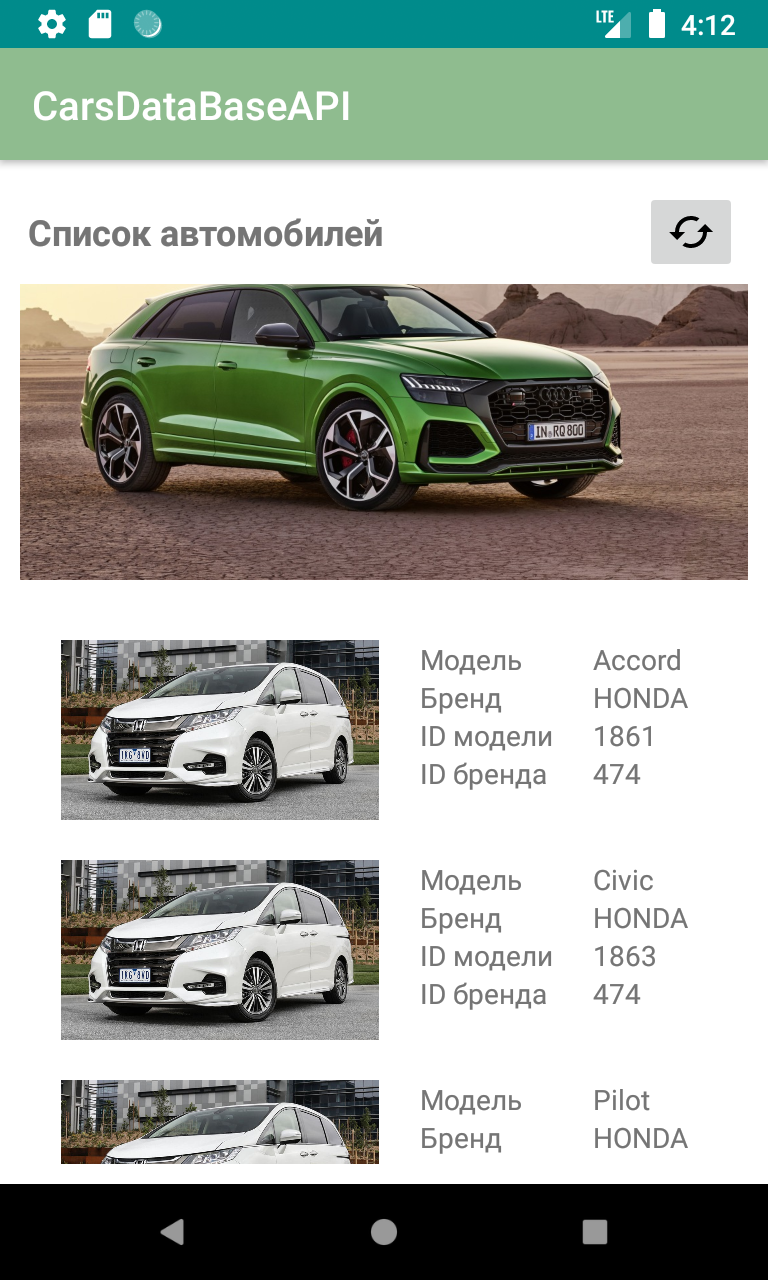 LTE 4:12
CarsDataBaseAPI
Список автомобилей
IN RQ 800
Модель Accord
Бренд HONDA
ID модели 1861
ID бренда 474
Модель Civic
Бренд HONDA
ID модели 1863
ID бренда 474
Модель Pilot
Бренд HONDA